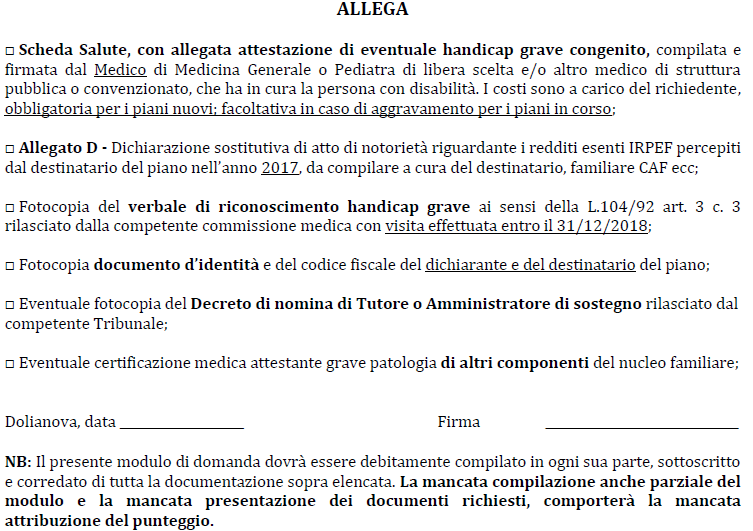 ALLEGA
□ Scheda Salute, con allegata attestazione di eventuale handicap grave congenito, compilata e
firmata dal Medico di Medicina Generale o Pediatra di libera scelta e/o altro medico di struttura
pubblica o convenzionato, che ha in cura la persona con disabilità. I costi sono a carico del richiedente,
obbligatoria per i piani nuovi; facoltativa in caso di aggravamento per i piani in corso;
□ Allegato D - Dichiarazione sostitutiva di atto di notorietà riguardante i redditi esenti IRPEF percepiti
dal destinatario del piano nell'anno 2017, da compilare a cura del destinatario, familiare CAF ecc;
□ Fotocopia del verbale di riconoscimento handicap grave ai sensi della L.104/92 art. 3 c. 3
rilasciato dalla competente commissione medica con visita effettuata entro il 31/12/2018;
□ Fotocopia documento d'identità e del codice fiscale del dichiarante e del destinatario del piano;
□ Eventuale fotocopia del Decreto di nomina di Tutore o Amministratore di sostegno rilasciato dal
competente Tribunale;
□ Eventuale certificazione medica attestante grave patologia di altri componenti del nucleo familiare;
Dolianova, data _______________ Firma _______________________
NB: Il presente modulo di domanda dovrà essere debitamente compilato in ogni sua parte, sottoscritto
e corredato di tutta la documentazione sopra elencata. La mancata compilazione anche parziale del
modulo e la mancata presentazione dei documenti richiesti, comporterà la mancata
attribuzione del punteggio.